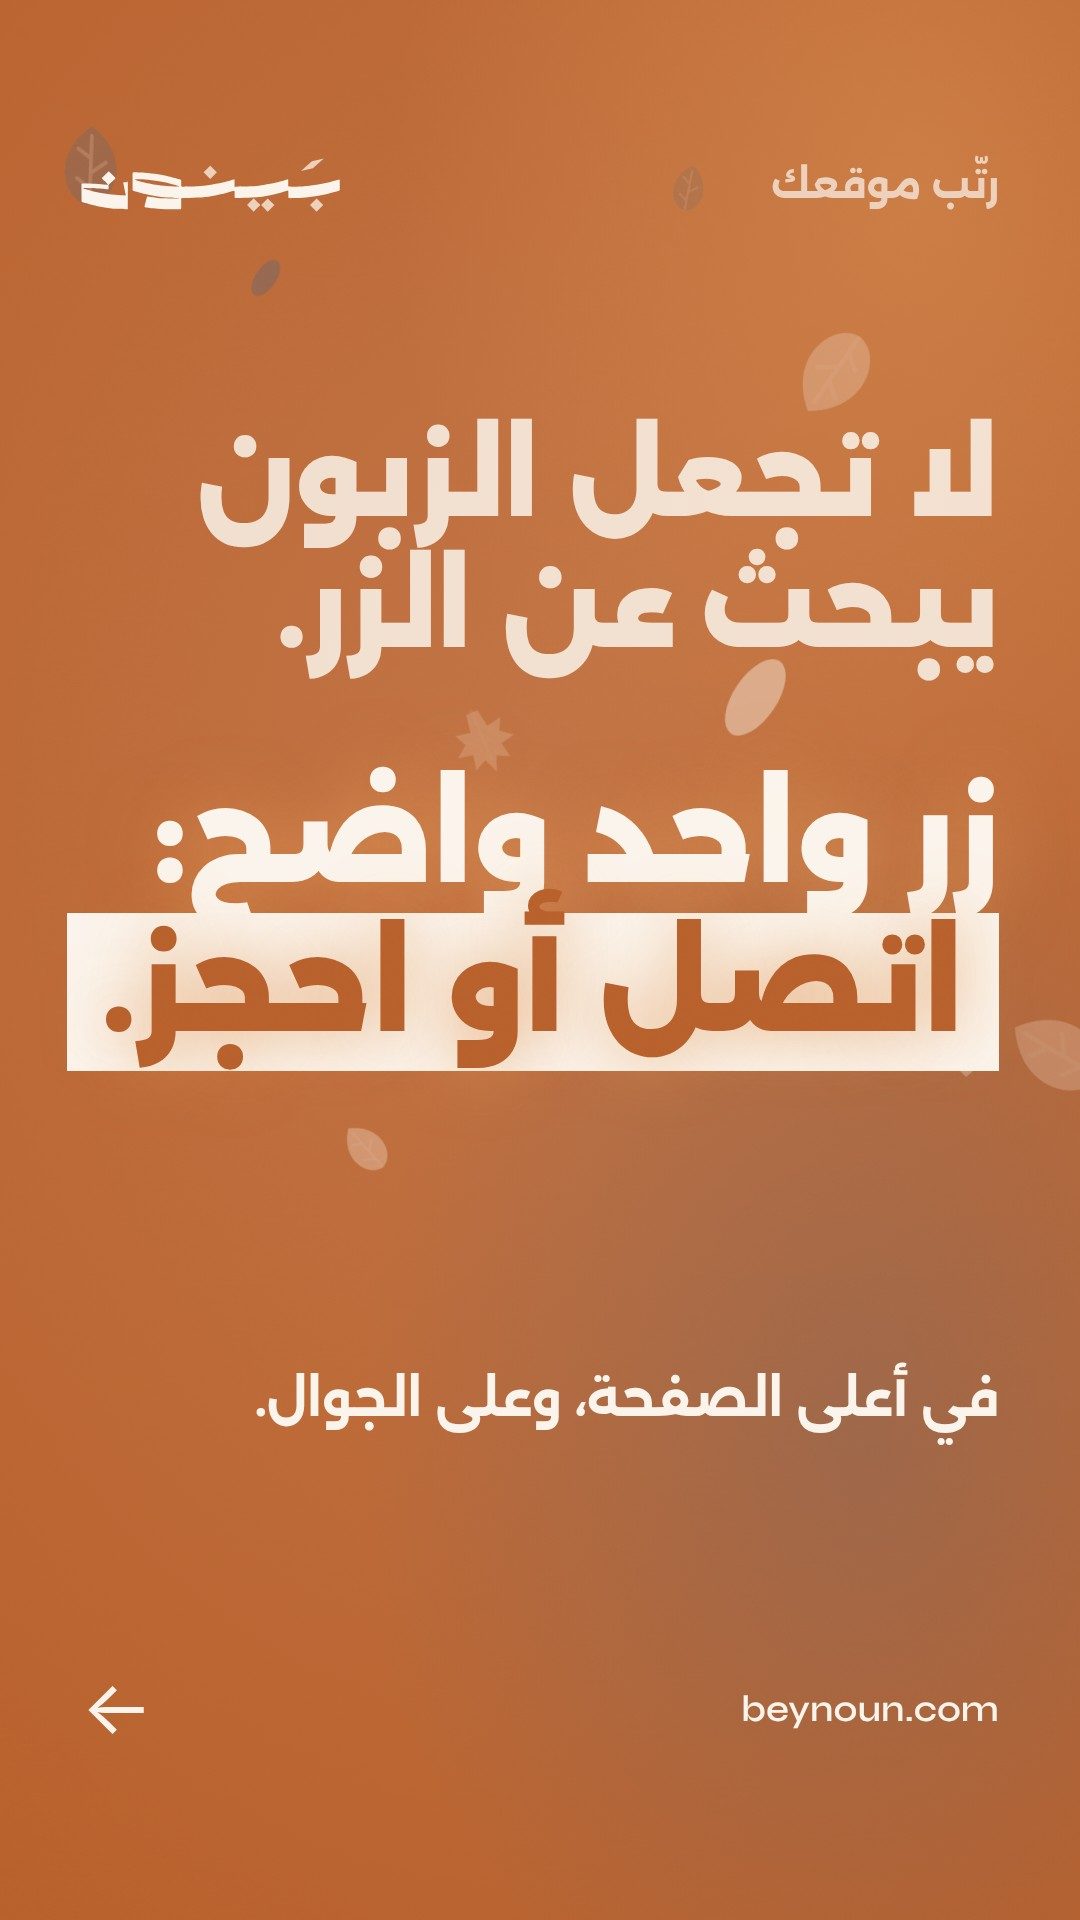 رتّب موقعك
بَينون
لا تجعل الزبون
يبحث عن الزر.
زر واحد واضح:
اتصل أو احجز.
في أعلى الصفحة، وعلى الجوال.
beynoun.com